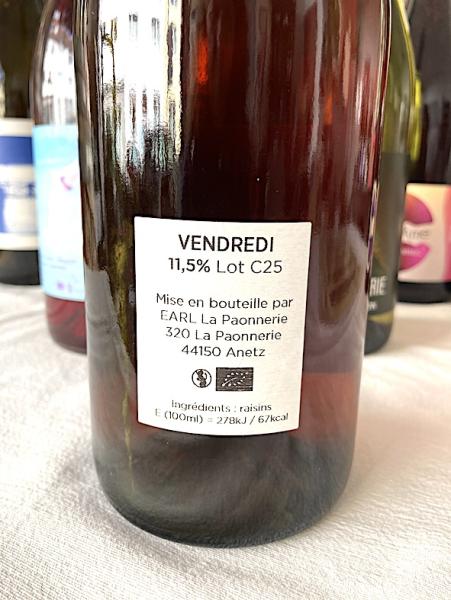 VENDREDI
11,5% Lot C25
Mise en bouteille par
EARL La Paonnerie
320 La Paonnerie
44150 Anetz
Ingrédients : raisins
E (100ml) = 278kJ / 67kcal
RIE